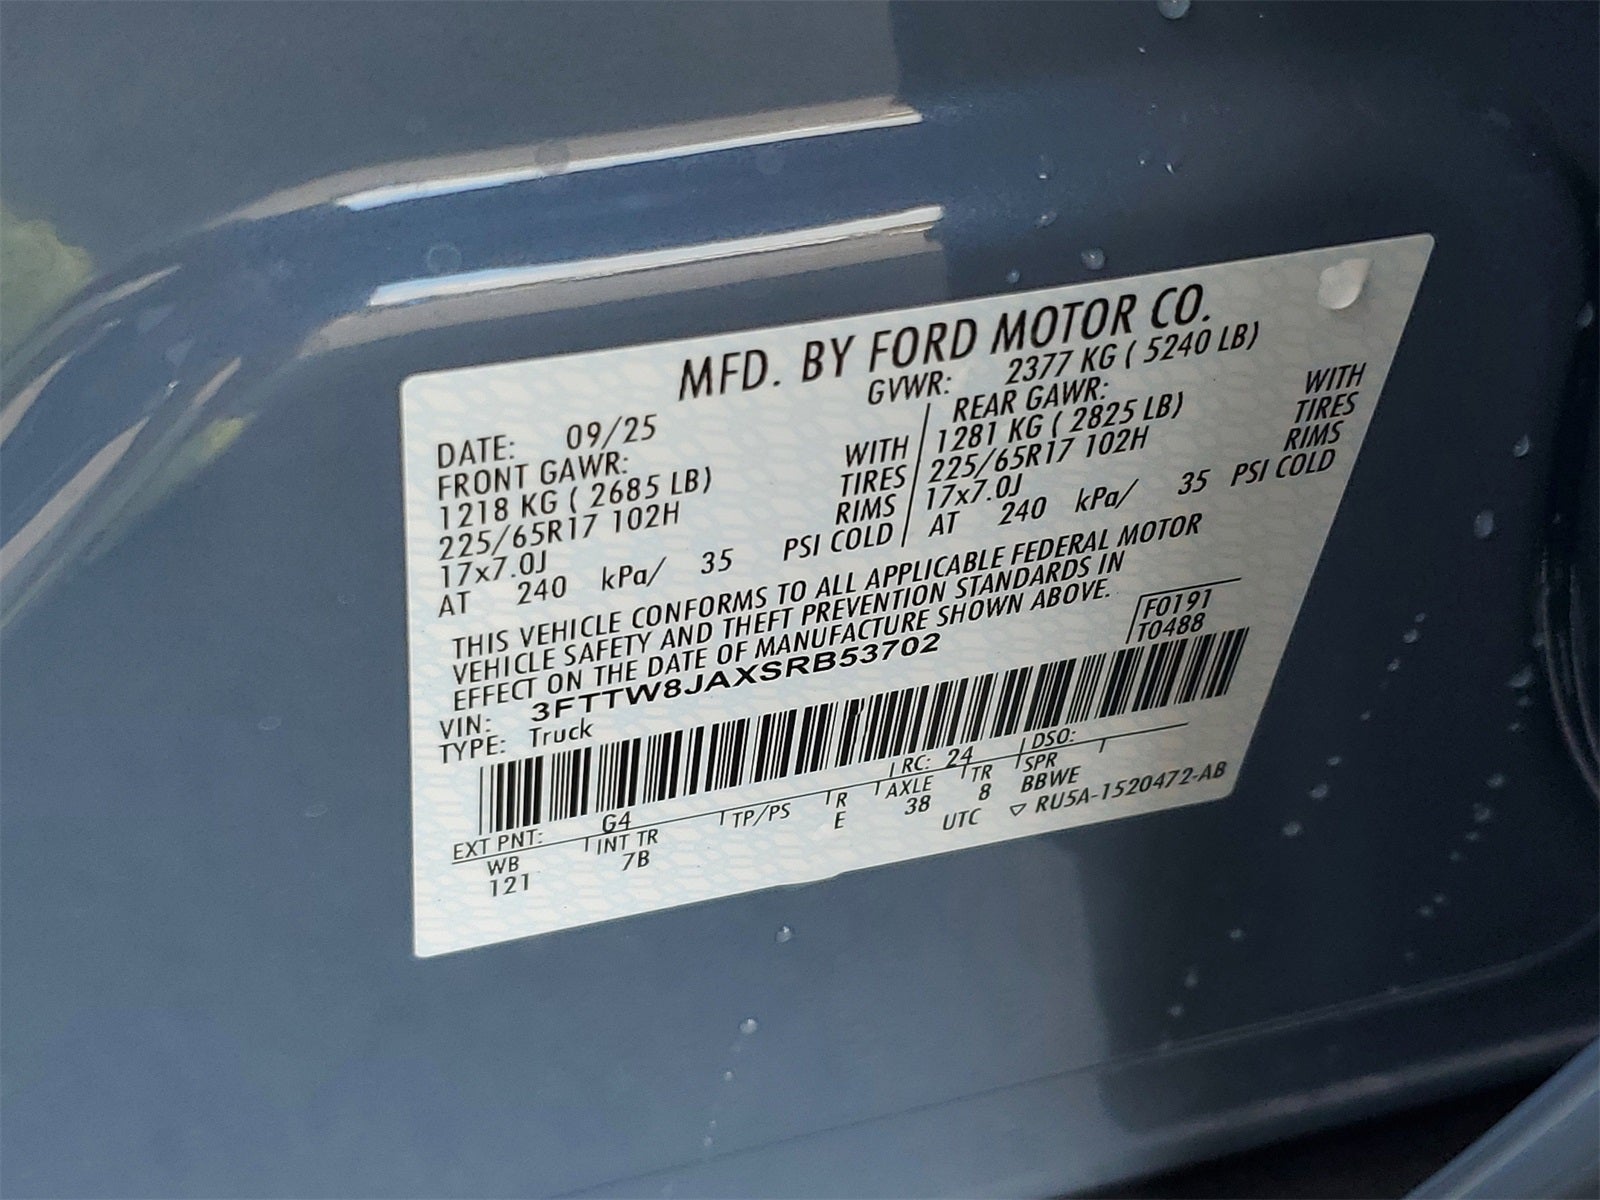 MFD. BY FORD MOTOR CO.
DATE: 09/25 GVWR: 2377 KG ( 5240 LB)
FRONT GAWR: REAR GAWR:
1218 KG ( 2685 LB) WITH 1281 KG ( 2825 LB) WITH
225/65R17 102H TIRES 225/65R17 102H TIRES
17x7.0J RIMS 17x7.0J RIMS
AT 240 kPa/ 35 PSI COLD AT 240 kPa/ 35 PSI COLD
THIS VEHICLE CONFORMS TO ALL APPLICABLE FEDERAL MOTOR
VEHICLE SAFETY AND THEFT PREVENTION STANDARDS IN
EFFECT ON THE DATE OF MANUFACTURE SHOWN ABOVE.
F0191
T0488
VIN: 3FTTW8JAXSRB53702
TYPE: Truck
EXT PNT: G4 RC: 24 DSO:
WB INT TR TP/PS R AXLE TR SPR
121 7B E 38 8 BBWE
UTC ▽ RU5A-1520472-AB